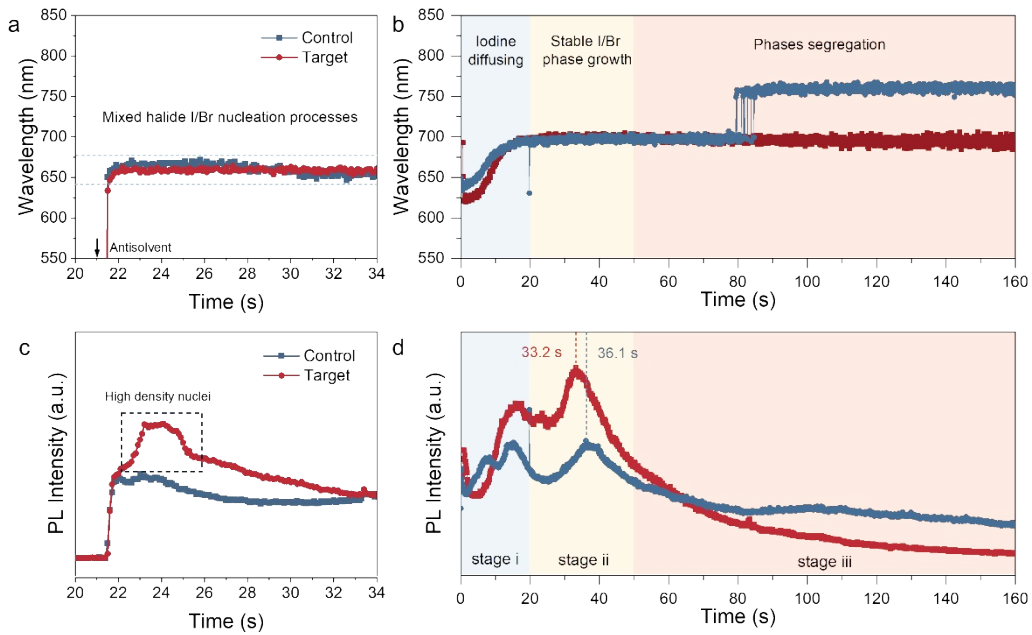 a
850
800
750
700
650
600
550
Wavelength (nm)
Control
Target
Mixed halide I/Br nucleation processes
Antisolvent
20 22 24 26 28 30 32 34
Time (s)
b
850
800
750
700
650
600
550
Wavelength (nm)
Iodine
diffusing
Stable I/Br
phase growth
Phases segregation
0 20 40 60 80 100 120 140 160
Time (s)
c
PL Intensity (a.u.)
Control
Target
High density nuclei
20 22 24 26 28 30 32 34
Time (s)
d
PL Intensity (a.u.)
33.2 s
36.1 s
stage i
stage ii
stage iii
0 20 40 60 80 100 120 140 160
Time (s)